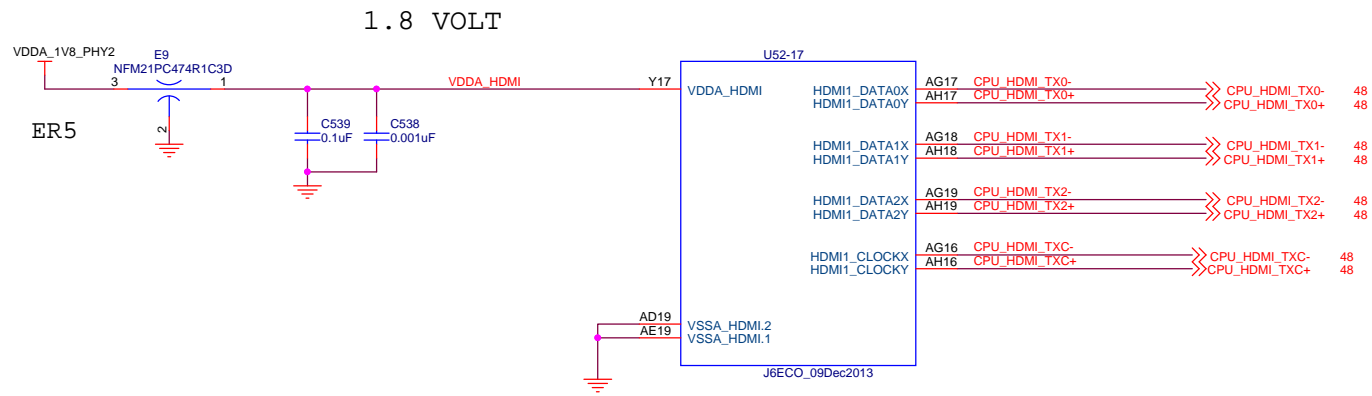 1.8 VOLT
VDDA_1V8_PHY2
E9
NFM21PC474R1C3D
3
1
2
ER5
VDDA_HDMI
C539
0.1uF
C538
0.001uF
U52-17
Y17
VDDA_HDMI
HDMI1_DATA0X
AG17
CPU_HDMI_TX0-
CPU_HDMI_TX0-
48
HDMI1_DATA0Y
AH17
CPU_HDMI_TX0+
CPU_HDMI_TX0+
48
HDMI1_DATA1X
AG18
CPU_HDMI_TX1-
CPU_HDMI_TX1-
48
HDMI1_DATA1Y
AH18
CPU_HDMI_TX1+
CPU_HDMI_TX1+
48
HDMI1_DATA2X
AG19
CPU_HDMI_TX2-
CPU_HDMI_TX2-
48
HDMI1_DATA2Y
AH19
CPU_HDMI_TX2+
CPU_HDMI_TX2+
48
HDMI1_CLOCKX
AG16
CPU_HDMI_TXC-
CPU_HDMI_TXC-
48
HDMI1_CLOCKY
AH16
CPU_HDMI_TXC+
CPU_HDMI_TXC+
48
AD19
VSSA_HDMI.2
AE19
VSSA_HDMI.1
J6ECO_09Dec2013